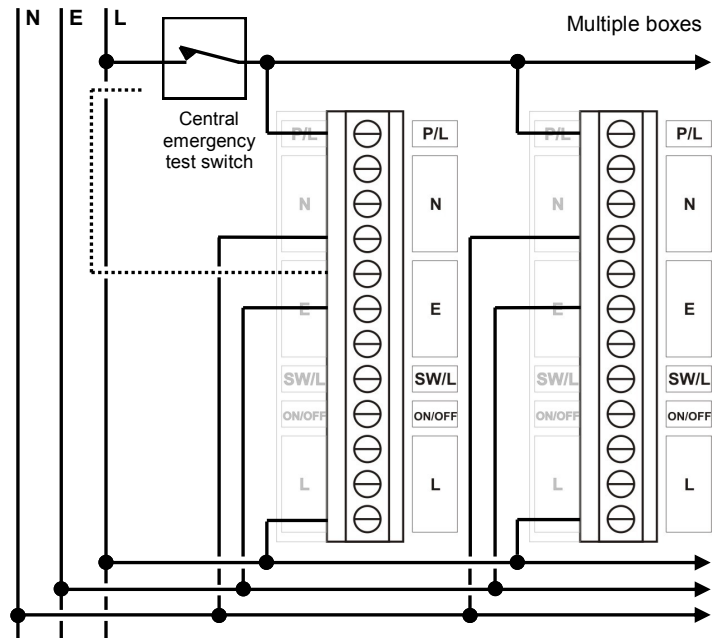 N E L
Multiple boxes
Central
emergency
test switch
P/L P/L P/L P/L
N N N N
E E E E
SW/L SW/L SW/L SW/L
ON/OFF ON/OFF ON/OFF ON/OFF
L L L L